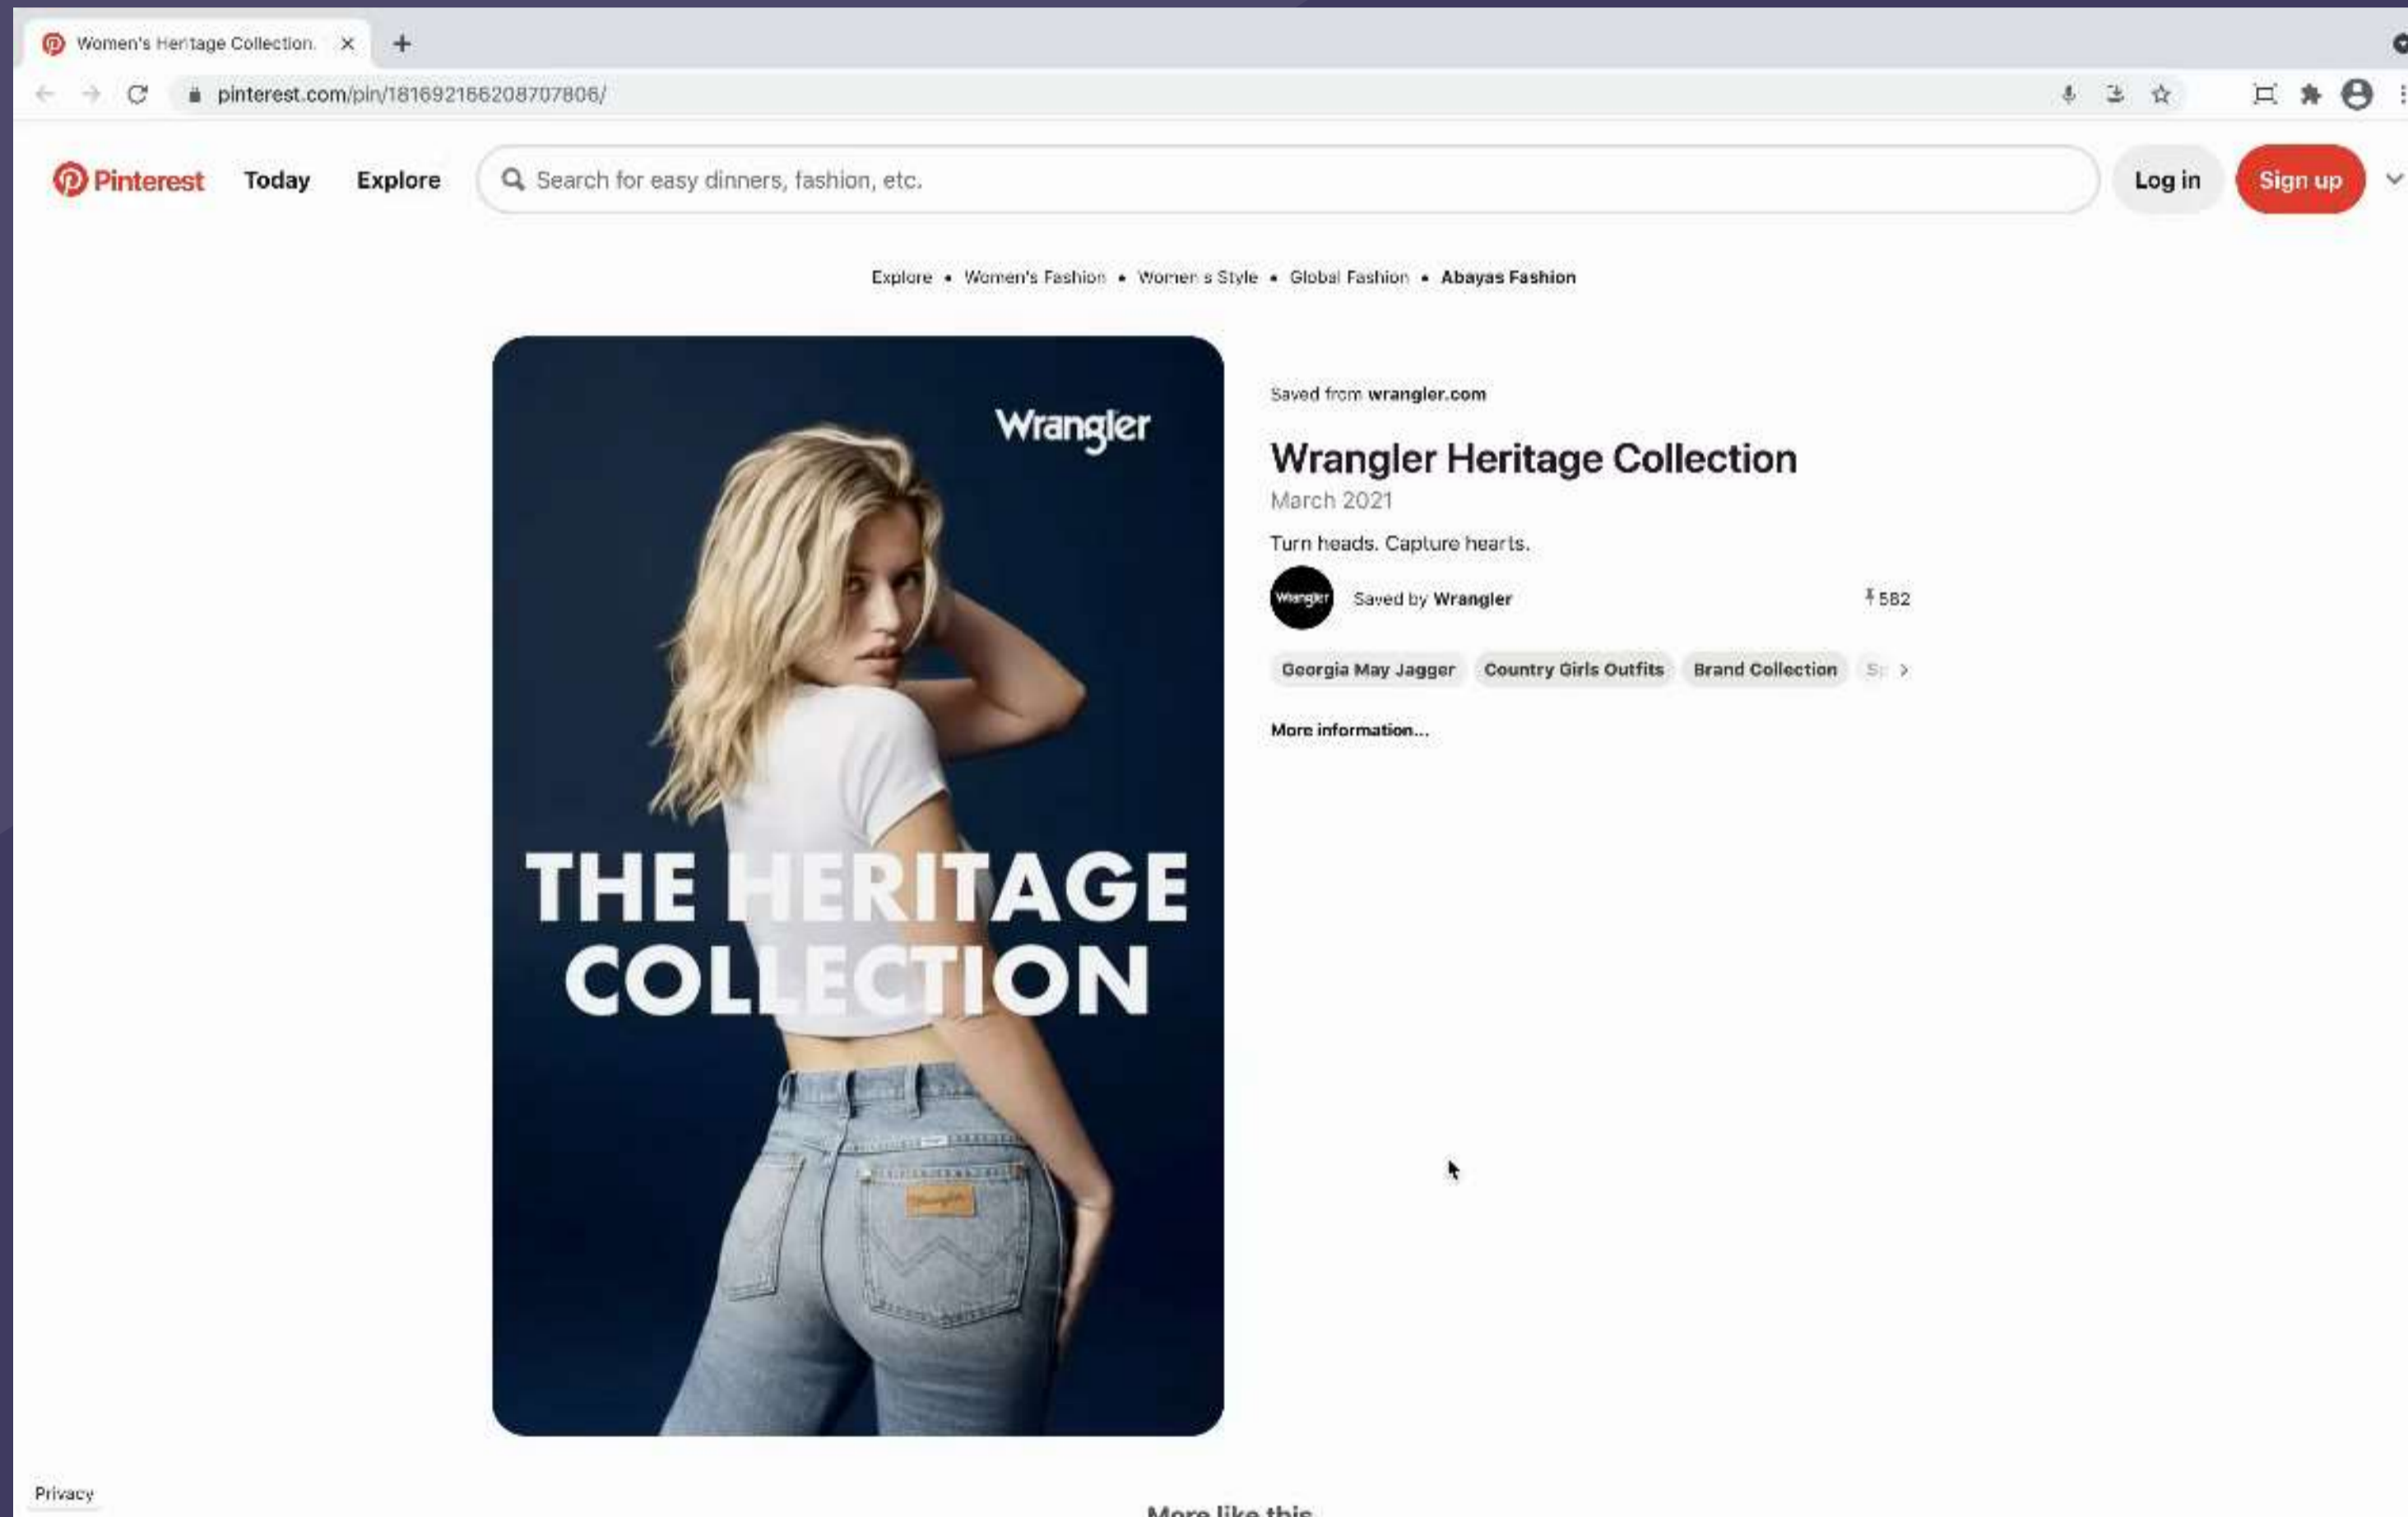 Women's Heritage Collection.
pinterest.com/pin/181692166208707806/
Pinterest Today Explore Search for easy dinners, fashion, etc. Log in Sign up
Explore • Women's Fashion • Women's Style • Global Fashion • Abayas Fashion
Wrangler
THE HERITAGE
COLLECTION
Saved from wrangler.com
Wrangler Heritage Collection
March 2021
Turn heads. Capture hearts.
Wrangler Saved by Wrangler 582
Georgia May Jagger Country Girls Outfits Brand Collection
More information...
Privacy
More like this